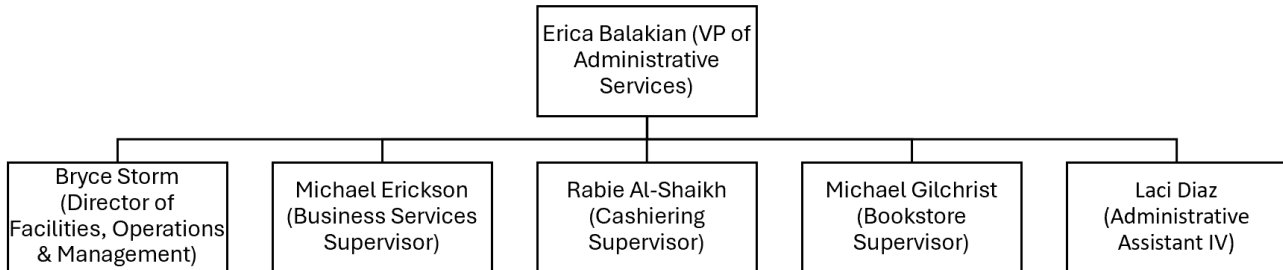 Erica Balakian (VP of
Administrative
Services)
Bryce Storm
(Director of
Facilities, Operations
& Management)
Michael Erickson
(Business Services
Supervisor)
Rabie Al-Shaikh
(Cashiering
Supervisor)
Michael Gilchrist
(Bookstore
Supervisor)
Laci Diaz
(Administrative
Assistant IV)